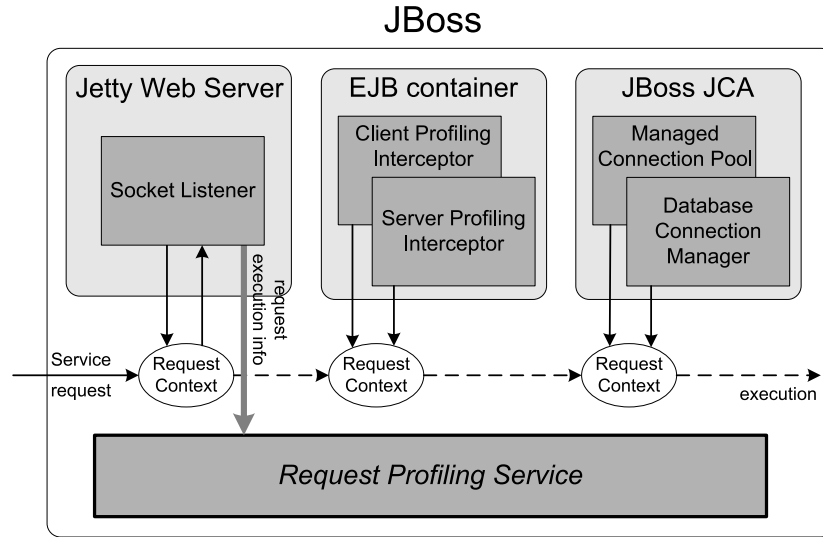 JBoss
Jetty Web Server
EJB container
JBoss JCA
Socket Listener
Client Profiling
Interceptor
Server Profiling
Interceptor
Managed
Connection Pool
Database
Connection
Manager
request
execution info
Service
request
Request
Context
Request
Context
Request
Context
execution
Request Profiling Service